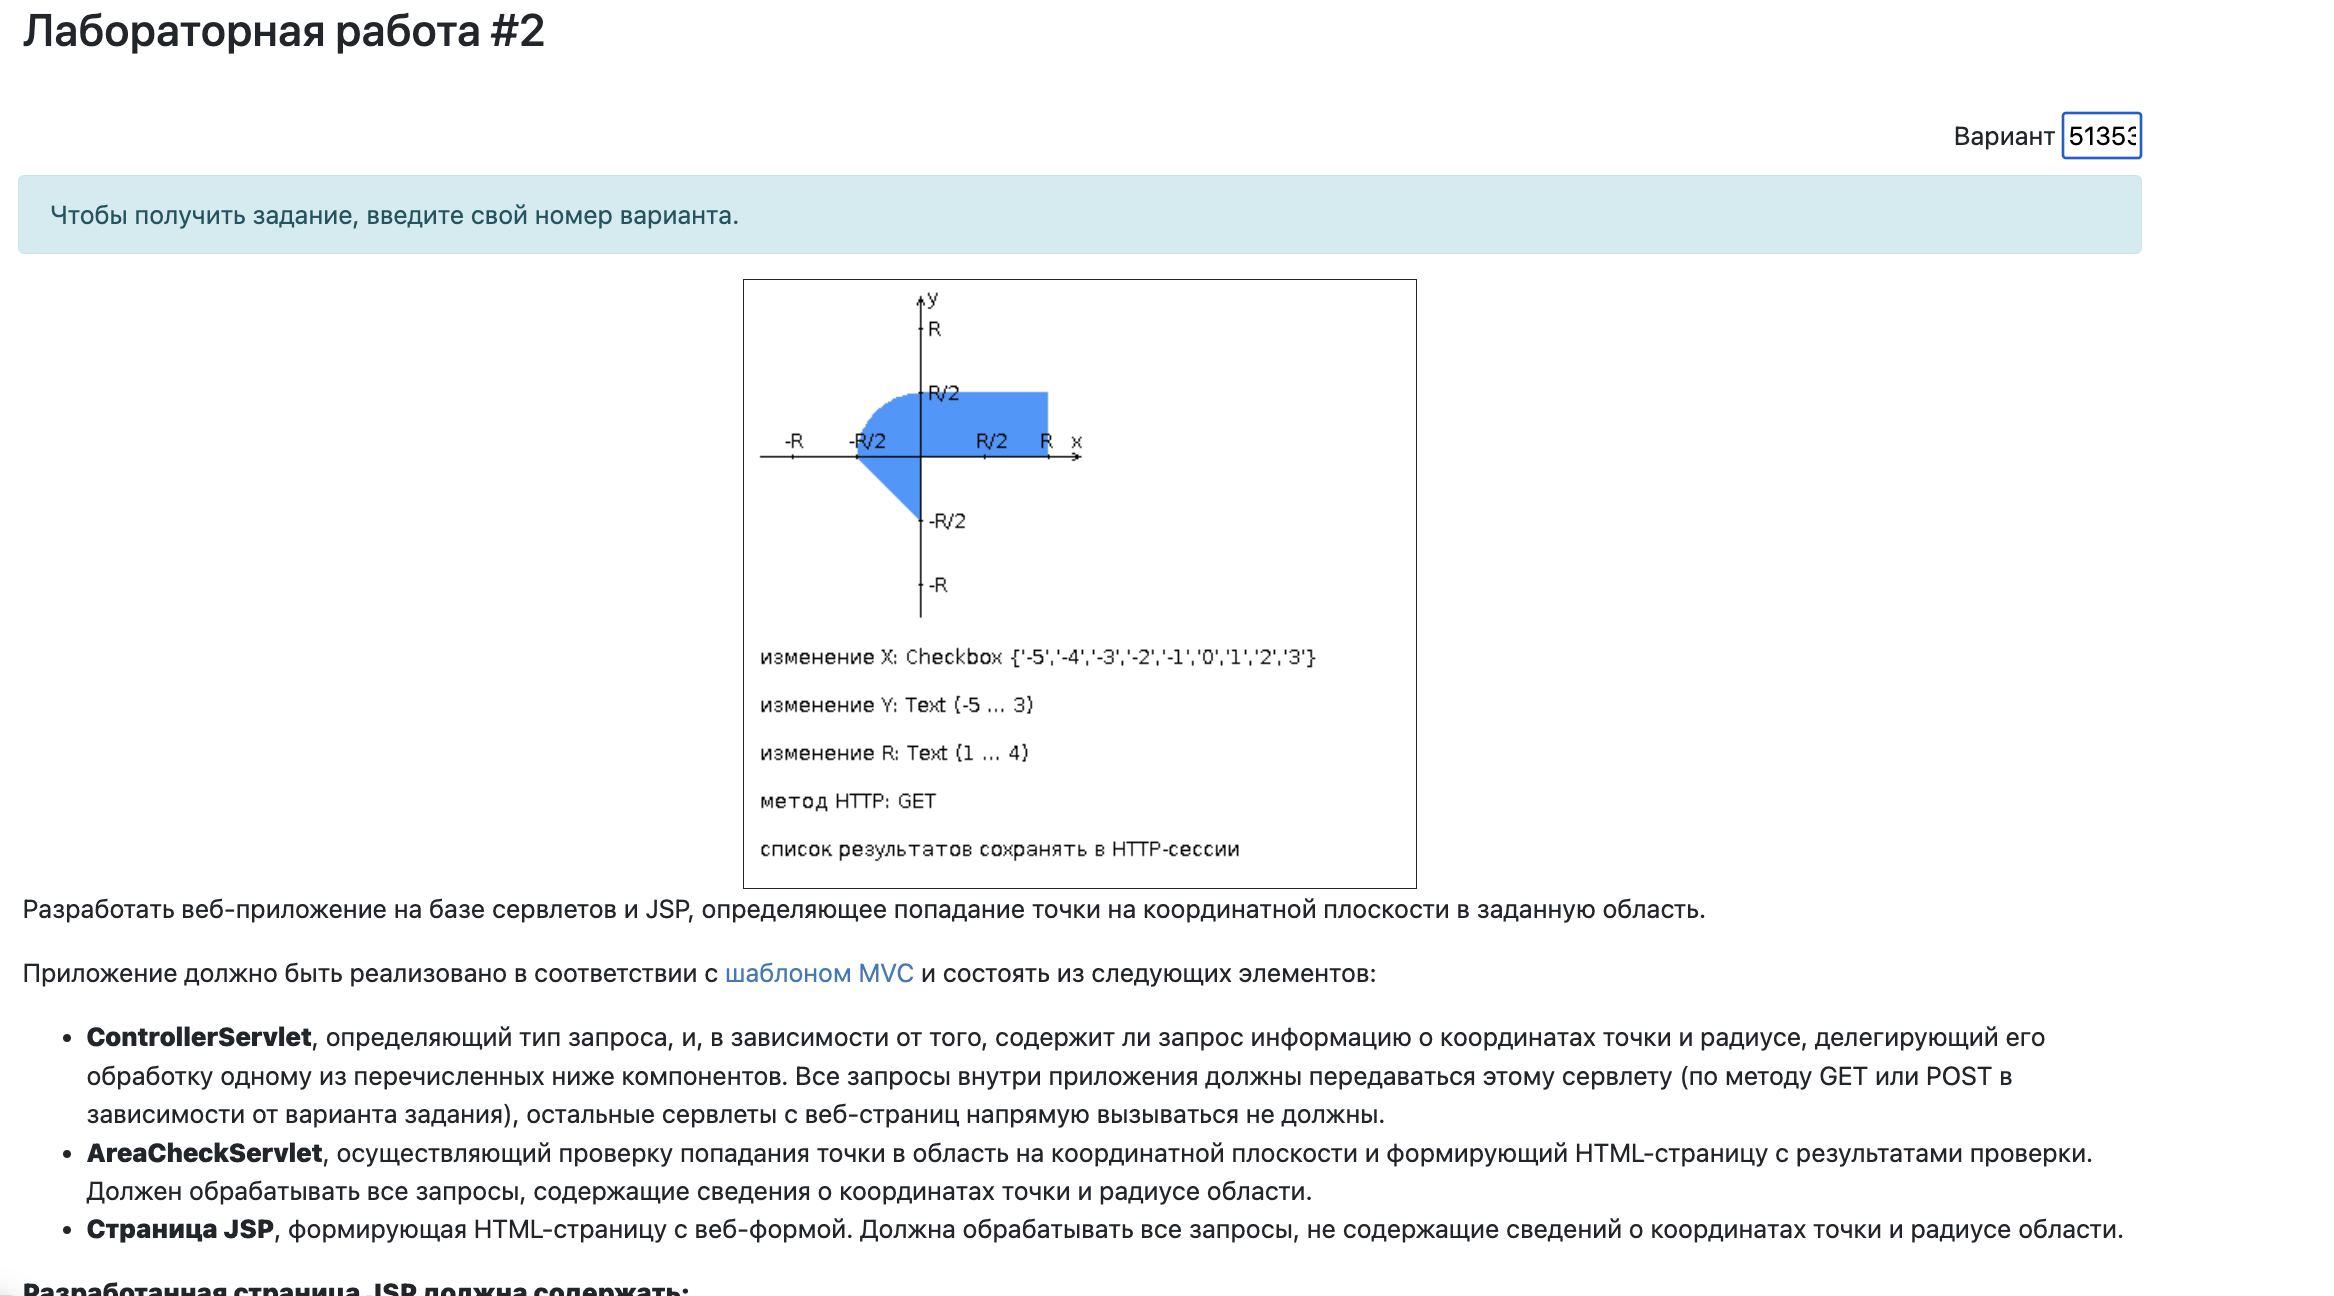 Лабораторная работа #2
Вариант 51353
Чтобы получить задание, введите свой номер варианта.
y
R
R/2
-R -R/2 R/2 R x
-R/2
-R
изменение X: Checkbox {'-5','-4','-3','-2','-1','0','1','2','3'}
изменение Y: Text (-5 ... 3)
изменение R: Text (1 ... 4)
метод HTTP: GET
список результатов сохранять в HTTP-сессии
Разработать веб-приложение на базе сервлетов и JSP, определяющее попадание точки на координатной плоскости в заданную область.
Приложение должно быть реализовано в соответствии с шаблоном MVC и состоять из следующих элементов:
• ControllerServlet, определяющий тип запроса, и, в зависимости от того, содержит ли запрос информацию о координатах точки и радиусе, делегирующий его
обработку одному из перечисленных ниже компонентов. Все запросы внутри приложения должны передаваться этому сервлету (по методу GET или POST в
зависимости от варианта задания), остальные сервлеты с веб-страниц напрямую вызываться не должны.
• AreaCheckServlet, осуществляющий проверку попадания точки в область на координатной плоскости и формирующий HTML-страницу с результатами проверки.
Должен обрабатывать все запросы, содержащие сведения о координатах точки и радиусе области.
• Страница JSP, формирующая HTML-страницу с веб-формой. Должна обрабатывать все запросы, не содержащие сведений о координатах точки и радиусе области.
Разработанная страница JSP должна содержать: